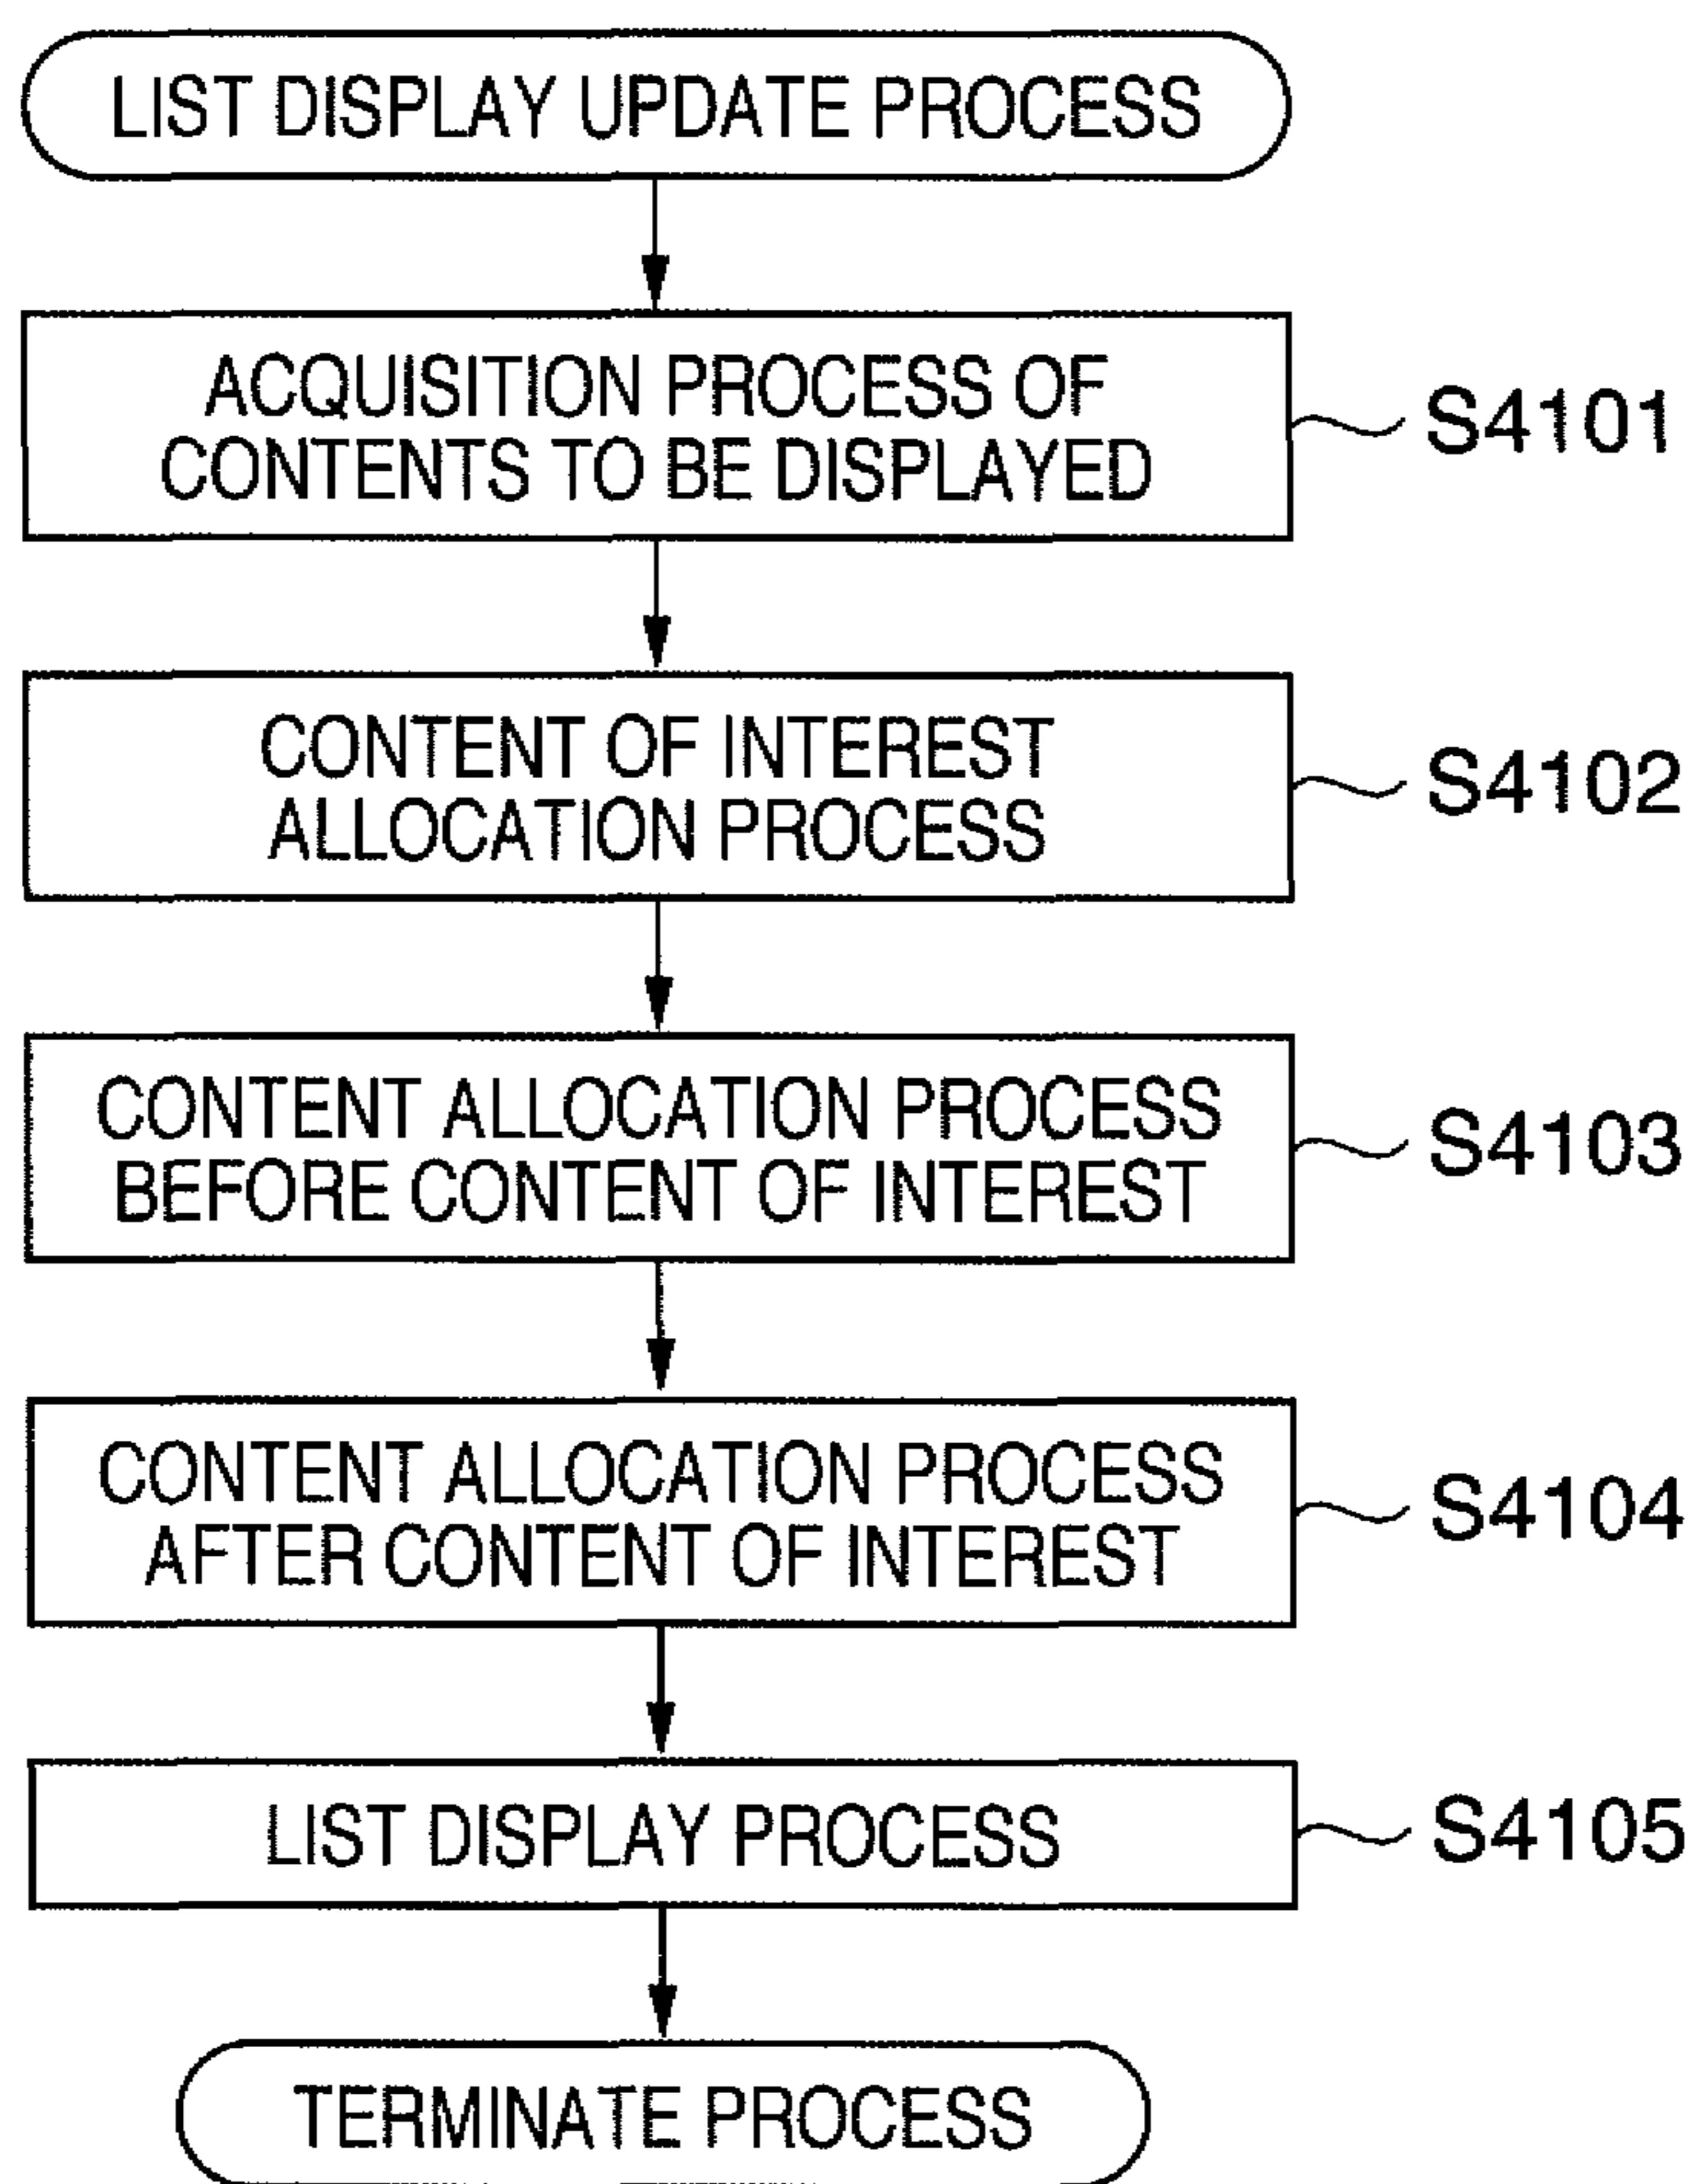 LIST DISPLAY UPDATE PROCESS
ACQUISITION PROCESS OF
CONTENTS TO BE DISPLAYED
S4101
CONTENT OF INTEREST
ALLOCATION PROCESS
S4102
CONTENT ALLOCATION PROCESS
BEFORE CONTENT OF INTEREST
S4103
CONTENT ALLOCATION PROCESS
AFTER CONTENT OF INTEREST
S4104
LIST DISPLAY PROCESS
S4105
TERMINATE PROCESS